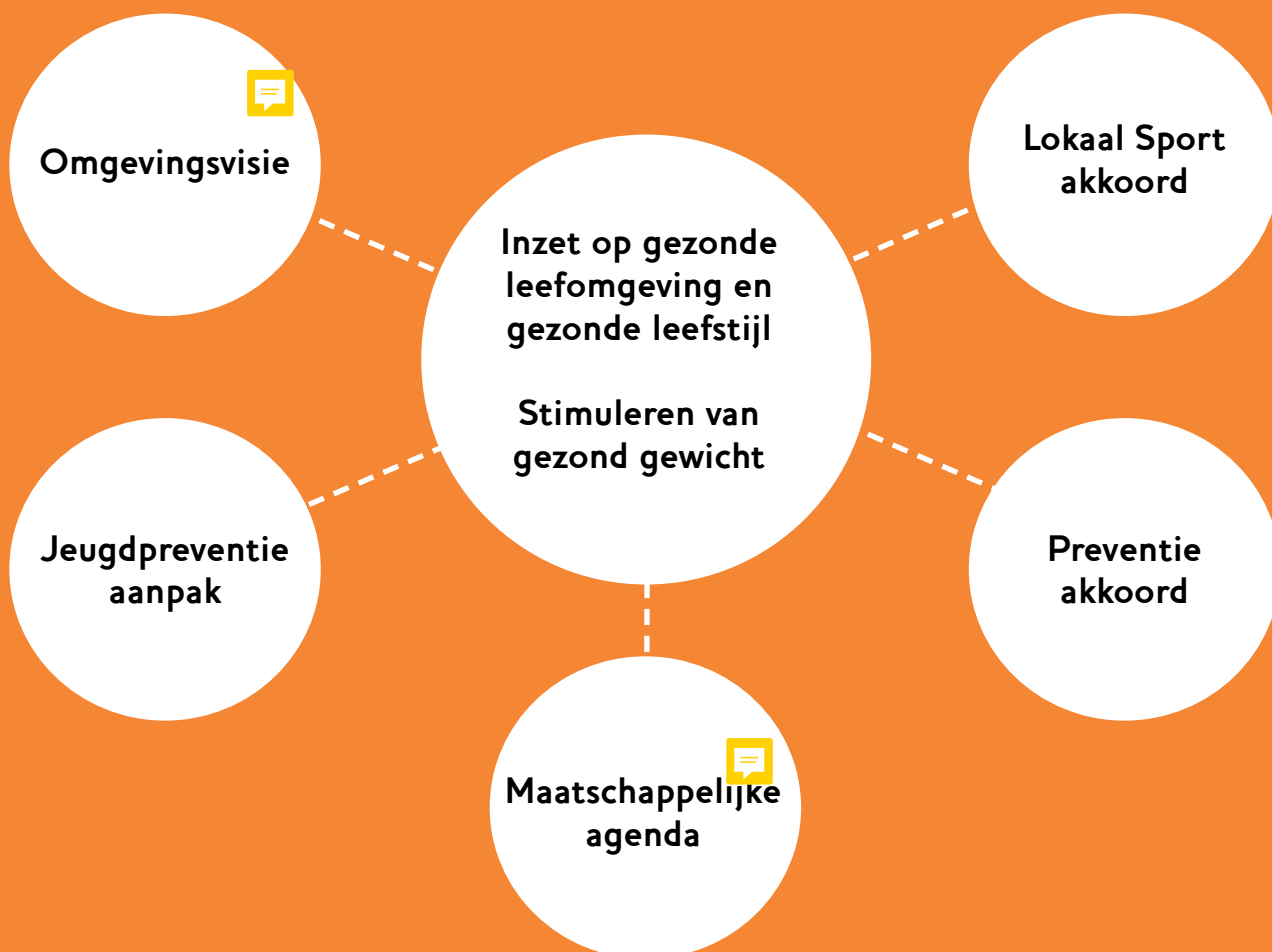 Omgevingsvisie
Lokaal Sport
akkoord
Inzet op gezonde
leefomgeving en
gezonde leefstijl
Stimuleren van
gezond gewicht
Jeugdpreventie
aanpak
Preventie
akkoord
Maatschappelijke
agenda